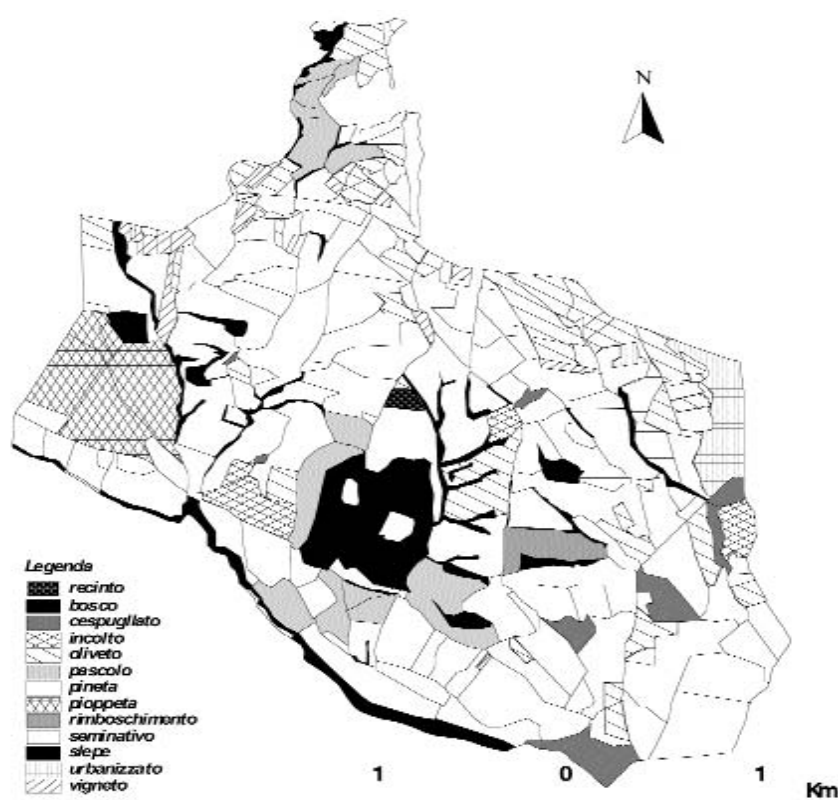 N
Legenda
recinto
bosco
cespugliato
incolto
oliveto
pascolo
pineta
pioppeta
rimboschimento
seminativo
siepe
urbanizzato
vigneto
1 0 1
Km